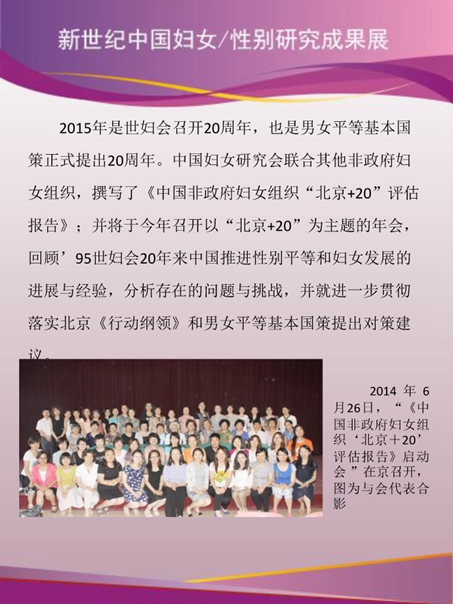 新世纪中国妇女/性别研究成果展
2015年是世妇会召开20周年，也是男女平等基本国
策正式提出20周年。中国妇女研究会联合其他非政府妇
女组织，撰写了《中国非政府妇女组织“北京+20”评估
报告》；并将于今年召开以“北京+20”为主题的年会，
回顾’95世妇会20年来中国推进性别平等和妇女发展的
进展与经验，分析存在的问题与挑战，并就进一步贯彻
落实北京《行动纲领》和男女平等基本国策提出对策建
议。
2014 年 6
月26日，“《中
国非政府妇女组
织‘北京＋20’
评估报告》启动
会 ”在京召开，
图为与会代表合
影